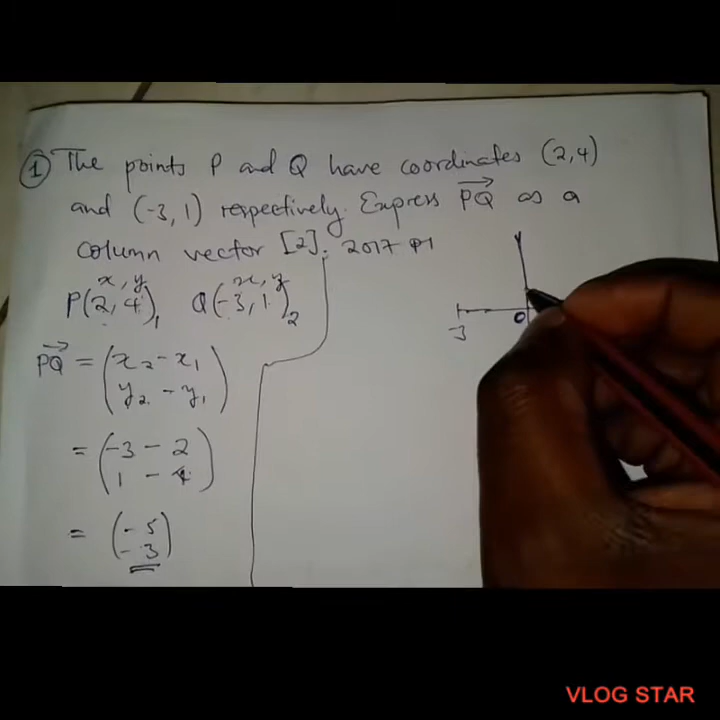 ① The points P and Q have coordinates (2,4)
and (-3, 1) respectively. Express PQ as a
column vector [2]. 2017 P1
x, y x, y
P(2, 4)1 Q(-3, 1)2
PQ = (x2 - x1
y2 - y1)
= (-3 - 2
1 - 4)
= (-5
-3)
y
-3 0
VLOG STAR